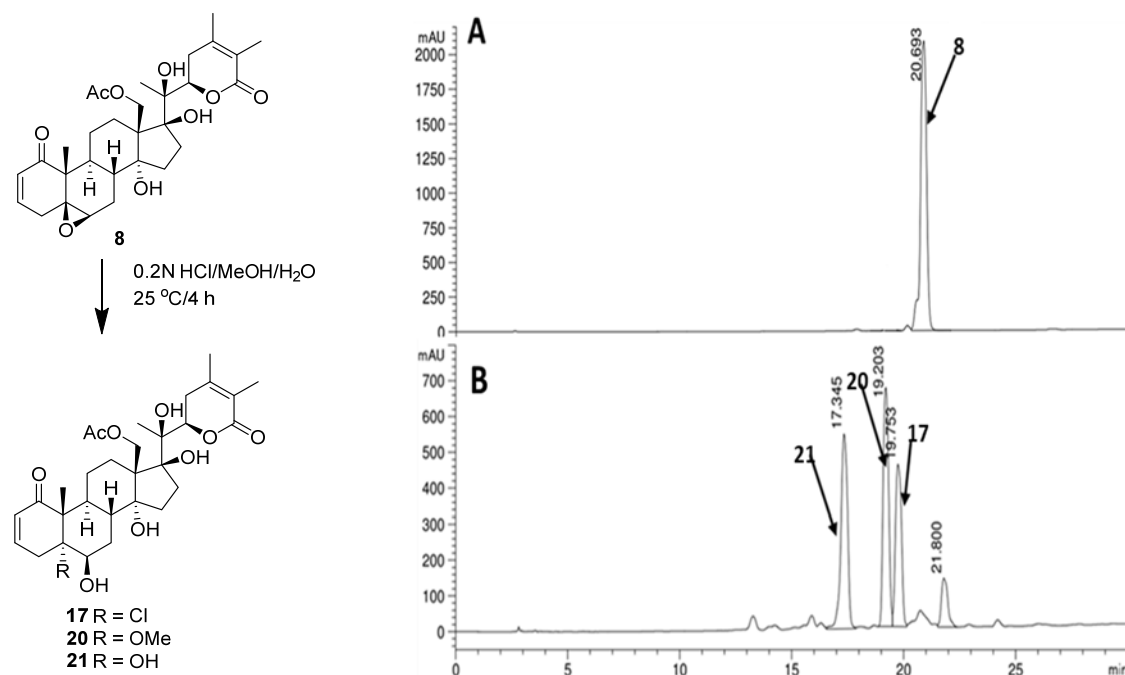 OH
AcO
O
O
OH
O
H
H
OH
O
8
0.2N HCl/MeOH/H₂O
25 °C/4 h
OH
AcO
O
O
OH
O
H
H
OH
R
OH
17 R = Cl
20 R = OMe
21 R = OH
A
mAU
2000
1750
1500
1250
1000
750
500
250
0
20.693
8
B
mAU
700
600
500
400
300
200
100
0
17.345
19.203
19.753
21.800
21
20
17
0 5 10 15 20 25 min